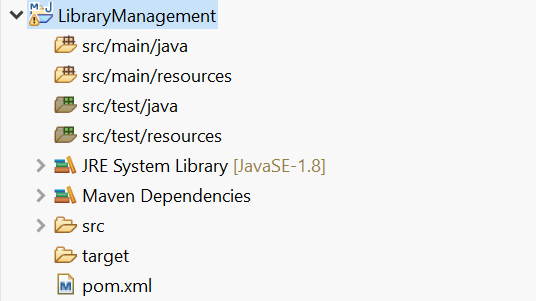 LibraryManagement
src/main/java
src/main/resources
src/test/java
src/test/resources
JRE System Library [JavaSE-1.8]
Maven Dependencies
src
target
pom.xml